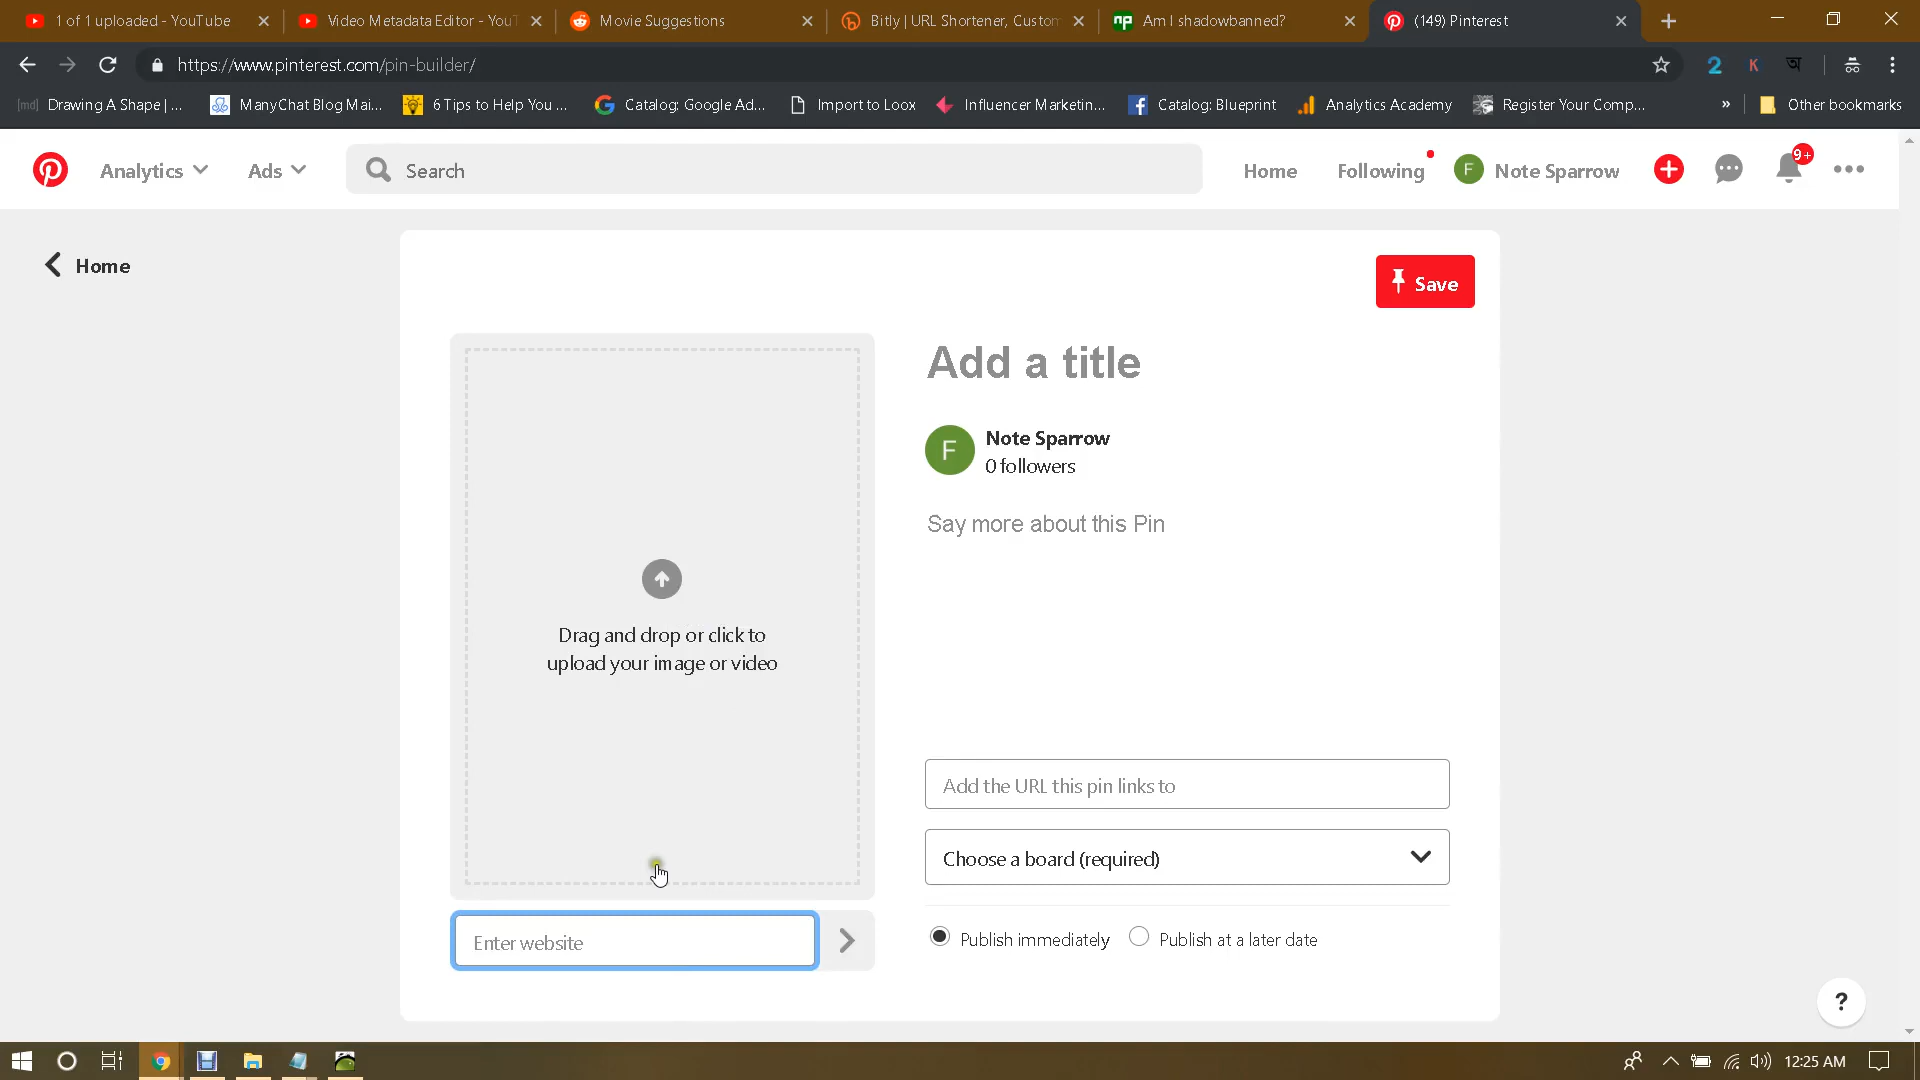 1 of 1 uploaded - YouTube
Video Metadata Editor - YouT
Movie Suggestions
Bitly | URL Shortener, Custom
np
Am I shadowbanned?
(149) Pinterest
https://www.pinterest.com/pin-builder/
2
K
অ
[md]
Drawing A Shape | ...
ManyChat Blog Mai...
6 Tips to Help You ...
Catalog: Google Ad...
Import to Loox
Influencer Marketin...
Catalog: Blueprint
Analytics Academy
Register Your Comp...
»
Other bookmarks
Analytics
Ads
Search
Home
Following
F
Note Sparrow
9+
Home
Save
Add a title
F
Note Sparrow
0 followers
Say more about this Pin
Drag and drop or click to
upload your image or video
Add the URL this pin links to
Choose a board (required)
Enter website
Publish immediately
Publish at a later date
?
12:25 AM